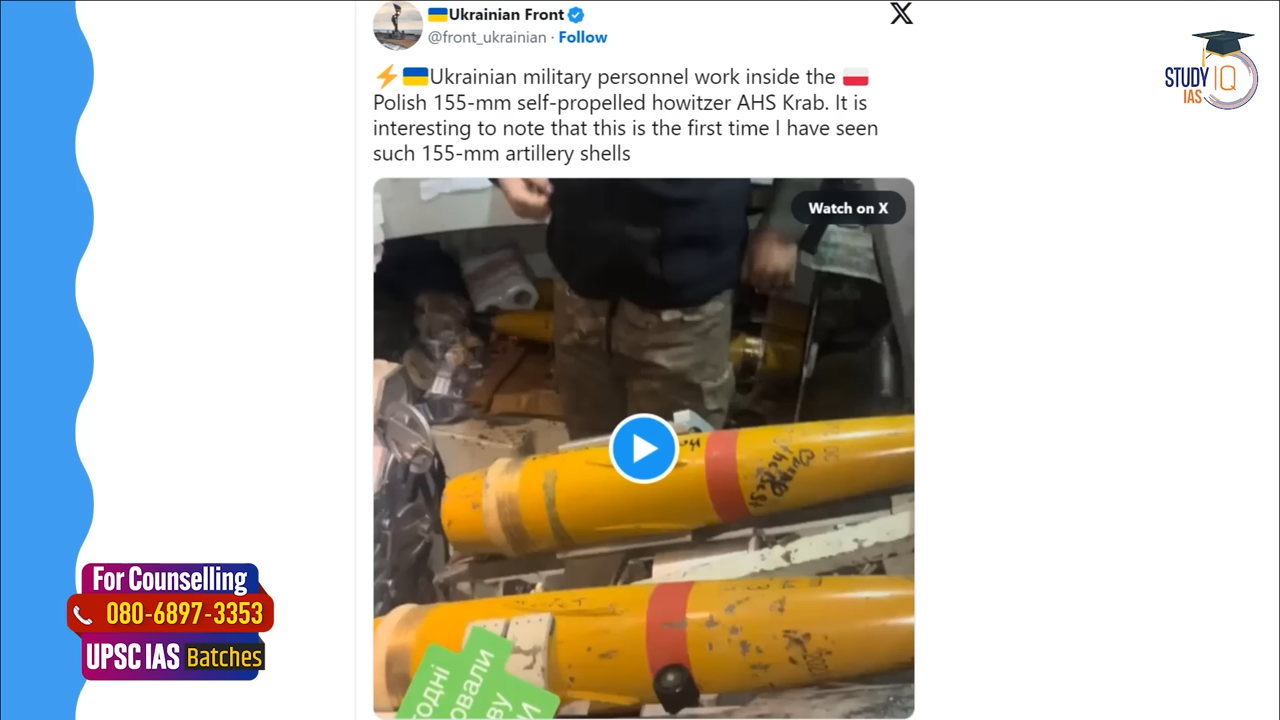 Ukrainian Front
@front_ukrainian · Follow
⚡🇺🇦Ukrainian military personnel work inside the 🇵🇱
Polish 155-mm self-propelled howitzer AHS Krab. It is
interesting to note that this is the first time I have seen
such 155-mm artillery shells
Watch on X
STUDY IQ
IAS
For Counselling
080-6897-3353
UPSC IAS Batches